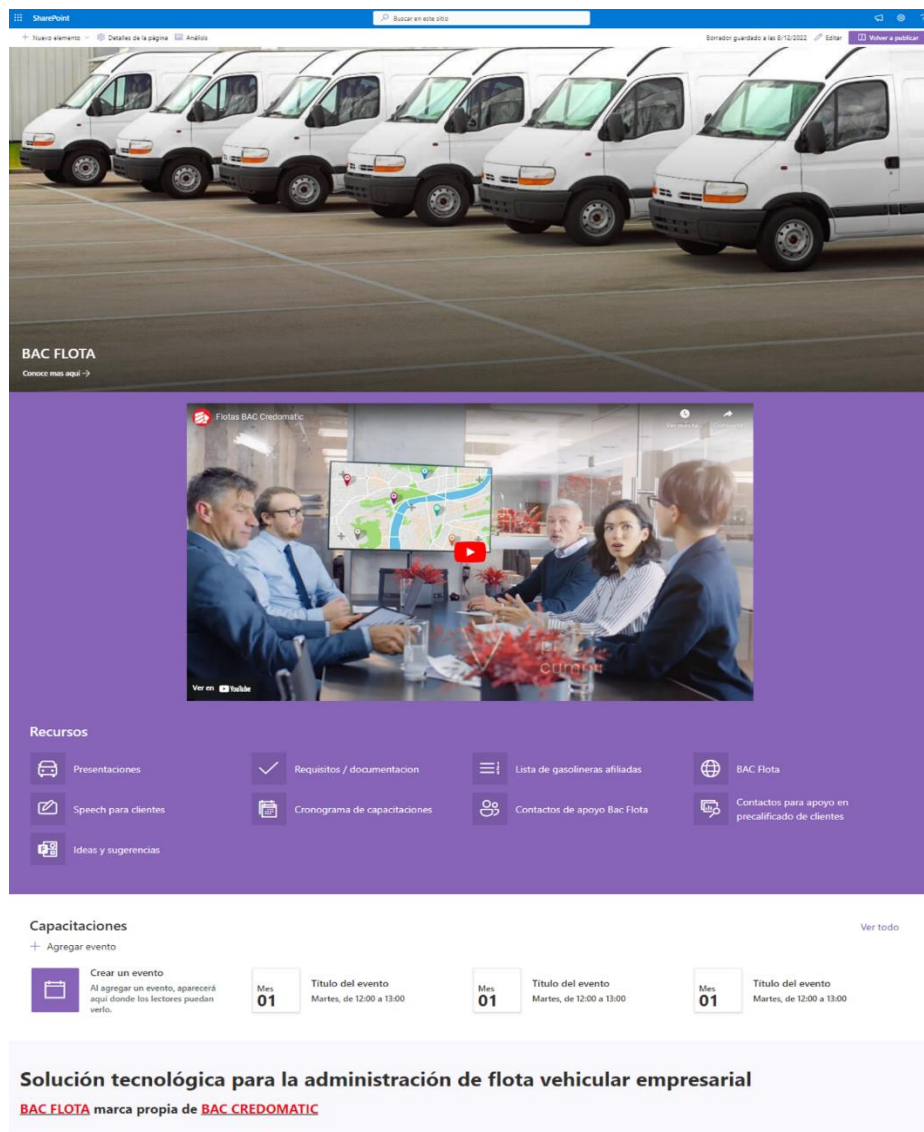 SharePoint
Buscar en este sitio
+ Nuevo elemento
Detalles de la página
Análisis
Borrador guardado a las 8/12/2022
Editar
Volver a publicar
BAC FLOTA
Conoce mas aquí →
Flotas BAC Credomatic
Ver en YouTube
Recursos
Presentaciones
Requisitos / documentacion
Lista de gasolineras afiliadas
BAC Flota
Speech para clientes
Cronograma de capacitaciones
Contactos de apoyo Bac Flota
Contactos para apoyo en
precalificado de clientes
Ideas y sugerencias
Capacitaciones
Ver todo
+ Agregar evento
Crear un evento
Al agregar un evento, aparecerá
aquí donde los lectores puedan
verlo.
Mes
01
Título del evento
Martes, de 12:00 a 13:00
Mes
01
Título del evento
Martes, de 12:00 a 13:00
Mes
01
Título del evento
Martes, de 12:00 a 13:00
Solución tecnológica para la administración de flota vehicular empresarial
BAC FLOTA marca propia de BAC CREDOMATIC